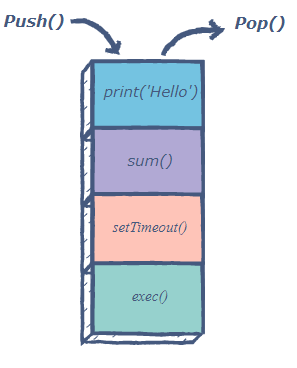 Push()
Pop()
print('Hello')
sum()
setTimeout()
exec()